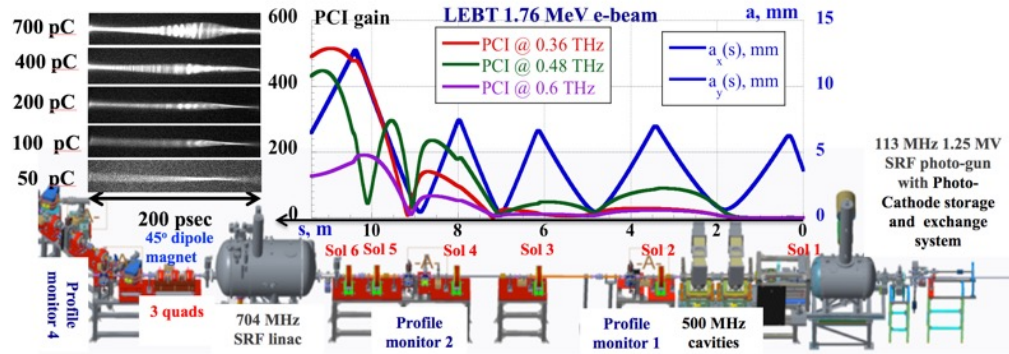 700 pC
400 pC
200 pC
100 pC
50 pC
200 psec
PCI gain
LEBT 1.76 MeV e-beam
a, mm
600
400
200
0
15
10
5
0
PCI @ 0.36 THz
PCI @ 0.48 THz
PCI @ 0.6 THz
aₓ(s), mm
a_y(s), mm
s, m
10
8
6
4
2
0
113 MHz 1.25 MV
SRF photo-gun
with Photo-
Cathode storage
and exchange
system
45° dipole
magnet
Sol 6
Sol 5
Sol 4
Sol 3
Sol 2
Sol 1
-A-
-A-
-A-
Profile
monitor 4
3 quads
704 MHz
SRF linac
Profile
monitor 2
Profile
monitor 1
500 MHz
cavities